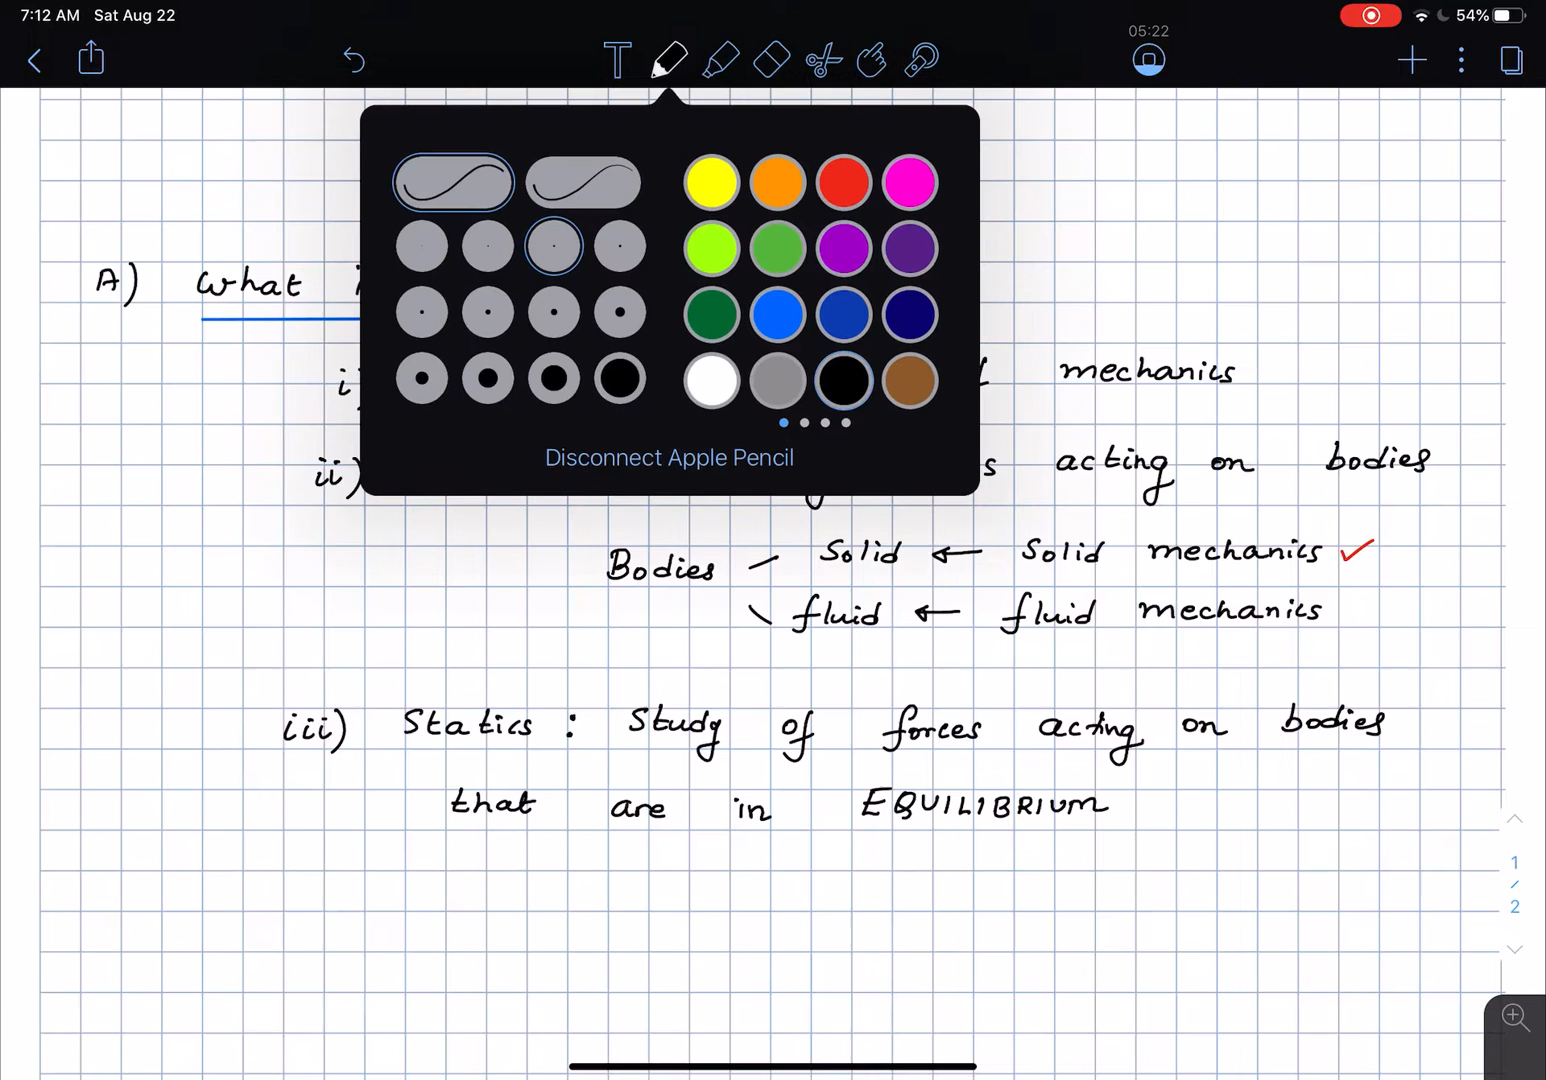 7:12 AM Sat Aug 22
54%
05:22
T
A) What
i)
mechanics
ii)
s acting on bodies
Disconnect Apple Pencil
Bodies
Solid ← Solid mechanics ✓
fluid ← fluid mechanics
iii) Statics : Study of forces acting on bodies
that are in EQUILIBRIUM
1
/
2